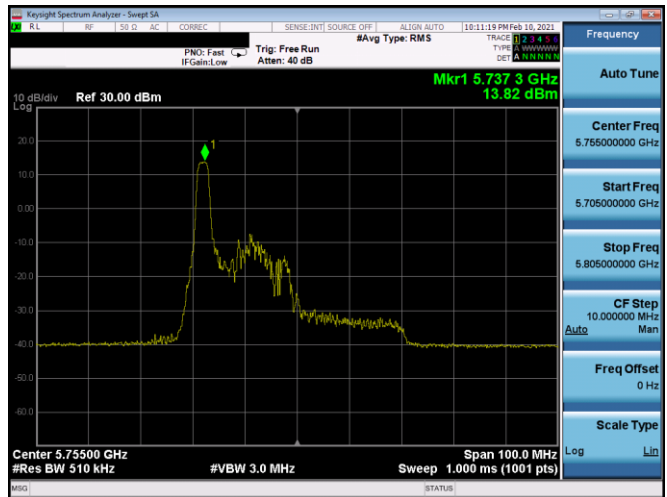 Keysight Spectrum Analyzer - Swept SA
RL RF 50 Ω AC CORREC SENSE:INT SOURCE OFF ALIGN AUTO 10:11:19 PM Feb 10, 2021
#Avg Type: RMS TRACE 1 2 3 4 5 6
PNO: Fast Trig: Free Run TYPE A WWWWW
IFGain:Low Atten: 40 dB DET A N N N N N
Mkr1 5.737 3 GHz
10 dB/div Ref 30.00 dBm 13.82 dBm
Log
1
20.0
10.0
0.00
-10.0
-20.0
-30.0
-40.0
-50.0
-60.0
Center 5.75500 GHz Span 100.0 MHz
#Res BW 510 kHz #VBW 3.0 MHz Sweep 1.000 ms (1001 pts)
MSG STATUS
Frequency
Auto Tune
Center Freq
5.755000000 GHz
Start Freq
5.705000000 GHz
Stop Freq
5.805000000 GHz
CF Step
10.000000 MHz
Auto Man
Freq Offset
0 Hz
Scale Type
Log Lin